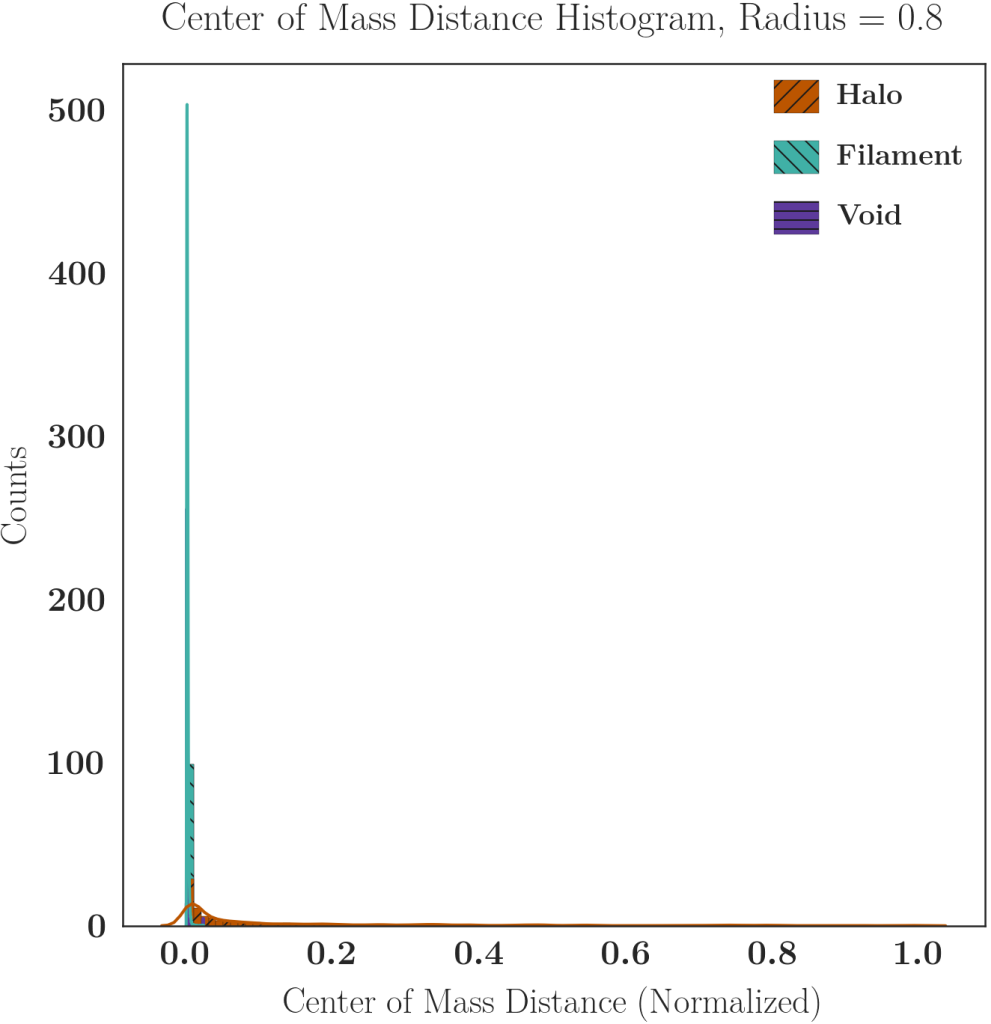 Center of Mass Distance Histogram, Radius = 0.8
Halo
Filament
Void
500
400
300
200
100
0
Counts
0.0 0.2 0.4 0.6 0.8 1.0
Center of Mass Distance (Normalized)